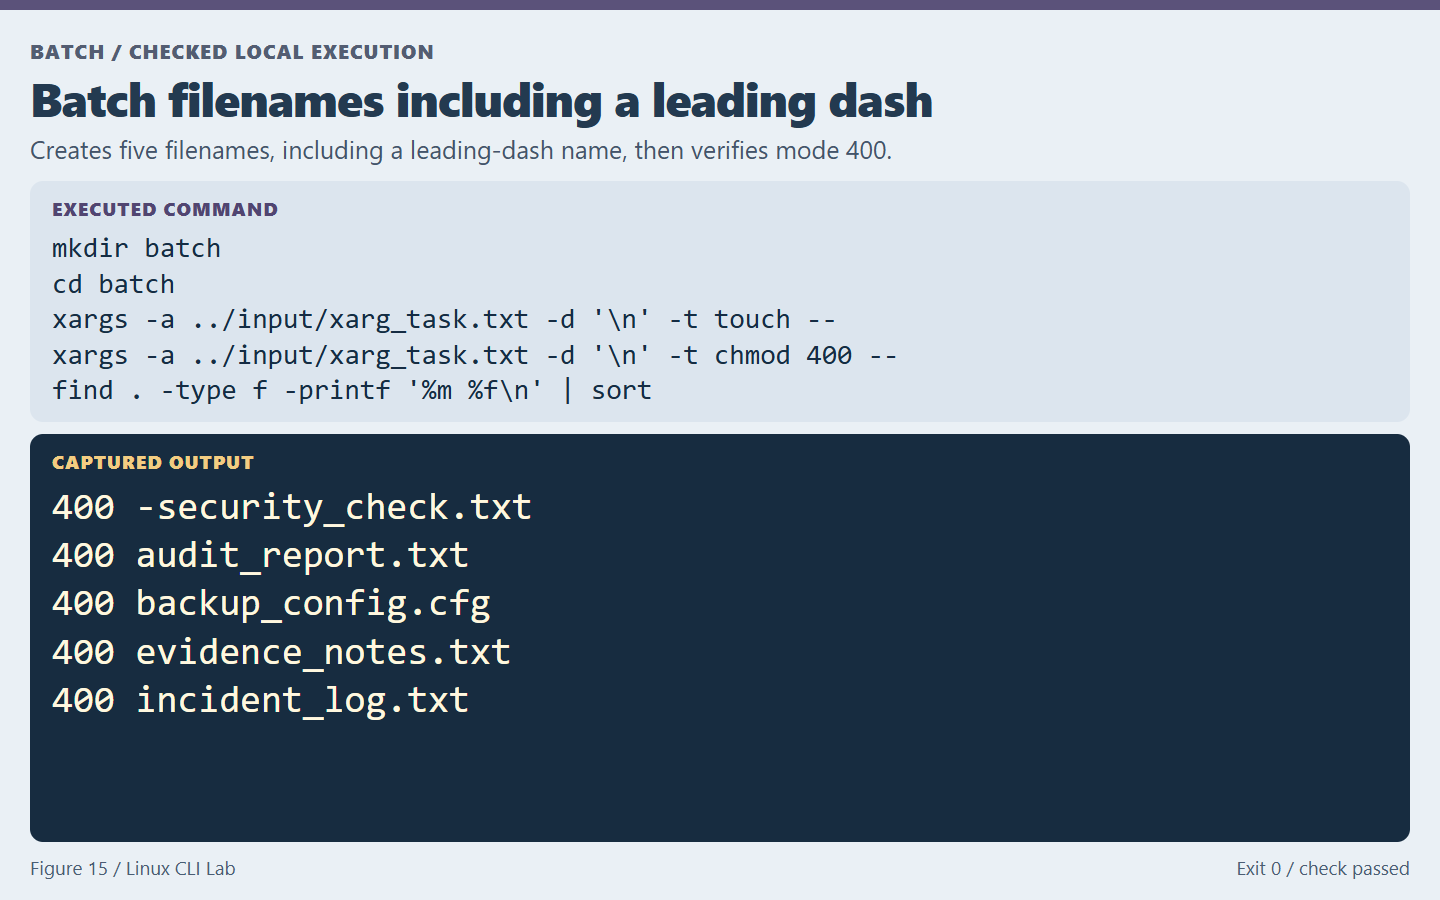 BATCH / CHECKED LOCAL EXECUTION
Batch filenames including a leading dash
Creates five filenames, including a leading-dash name, then verifies mode 400.
EXECUTED COMMAND
mkdir batch
cd batch
xargs -a ../input/xarg_task.txt -d '\n' -t touch --
xargs -a ../input/xarg_task.txt -d '\n' -t chmod 400 --
find . -type f -printf '%m %f\n' | sort
CAPTURED OUTPUT
400 -security_check.txt
400 audit_report.txt
400 backup_config.cfg
400 evidence_notes.txt
400 incident_log.txt
Figure 15 / Linux CLI Lab
Exit 0 / check passed